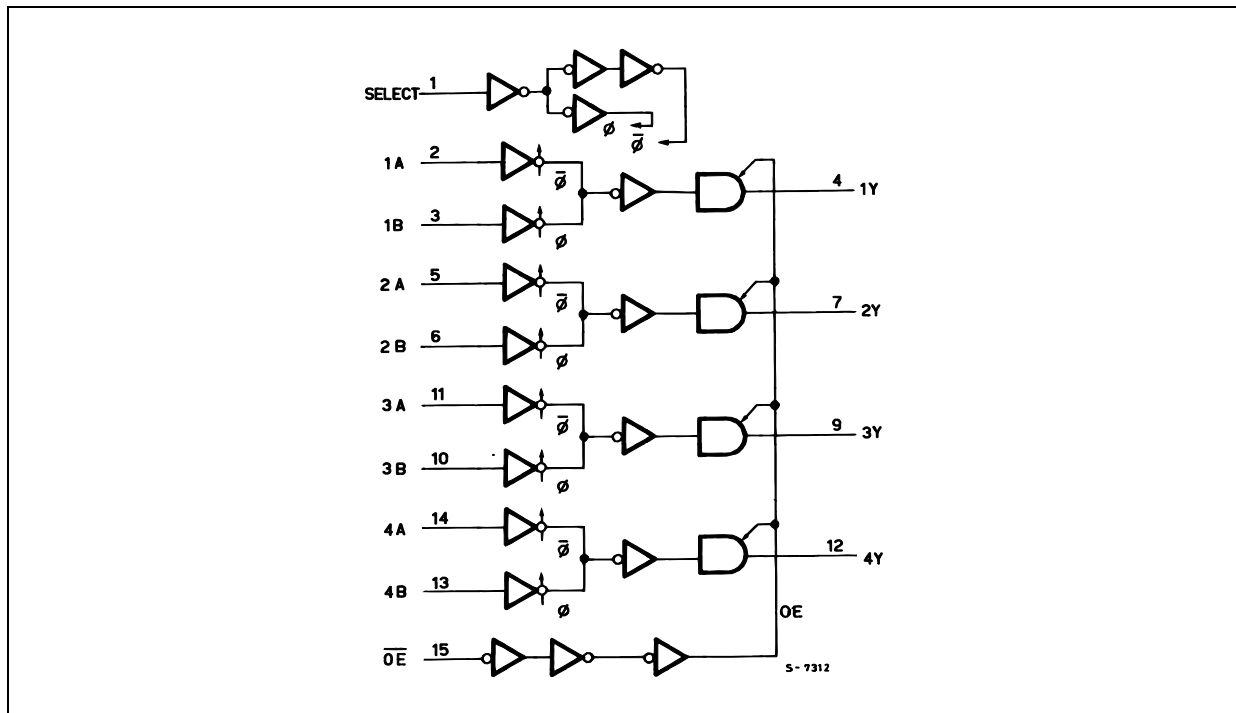 SELECT 1
ø
ø̅
1A 2
ø̅
4 1Y
1B 3
ø
2A 5
ø̅
7 2Y
2B 6
ø
3A 11
ø̅
9 3Y
3B 10
ø
4A 14
ø̅
12 4Y
4B 13
ø
OE
O̅E̅ 15
S-7312